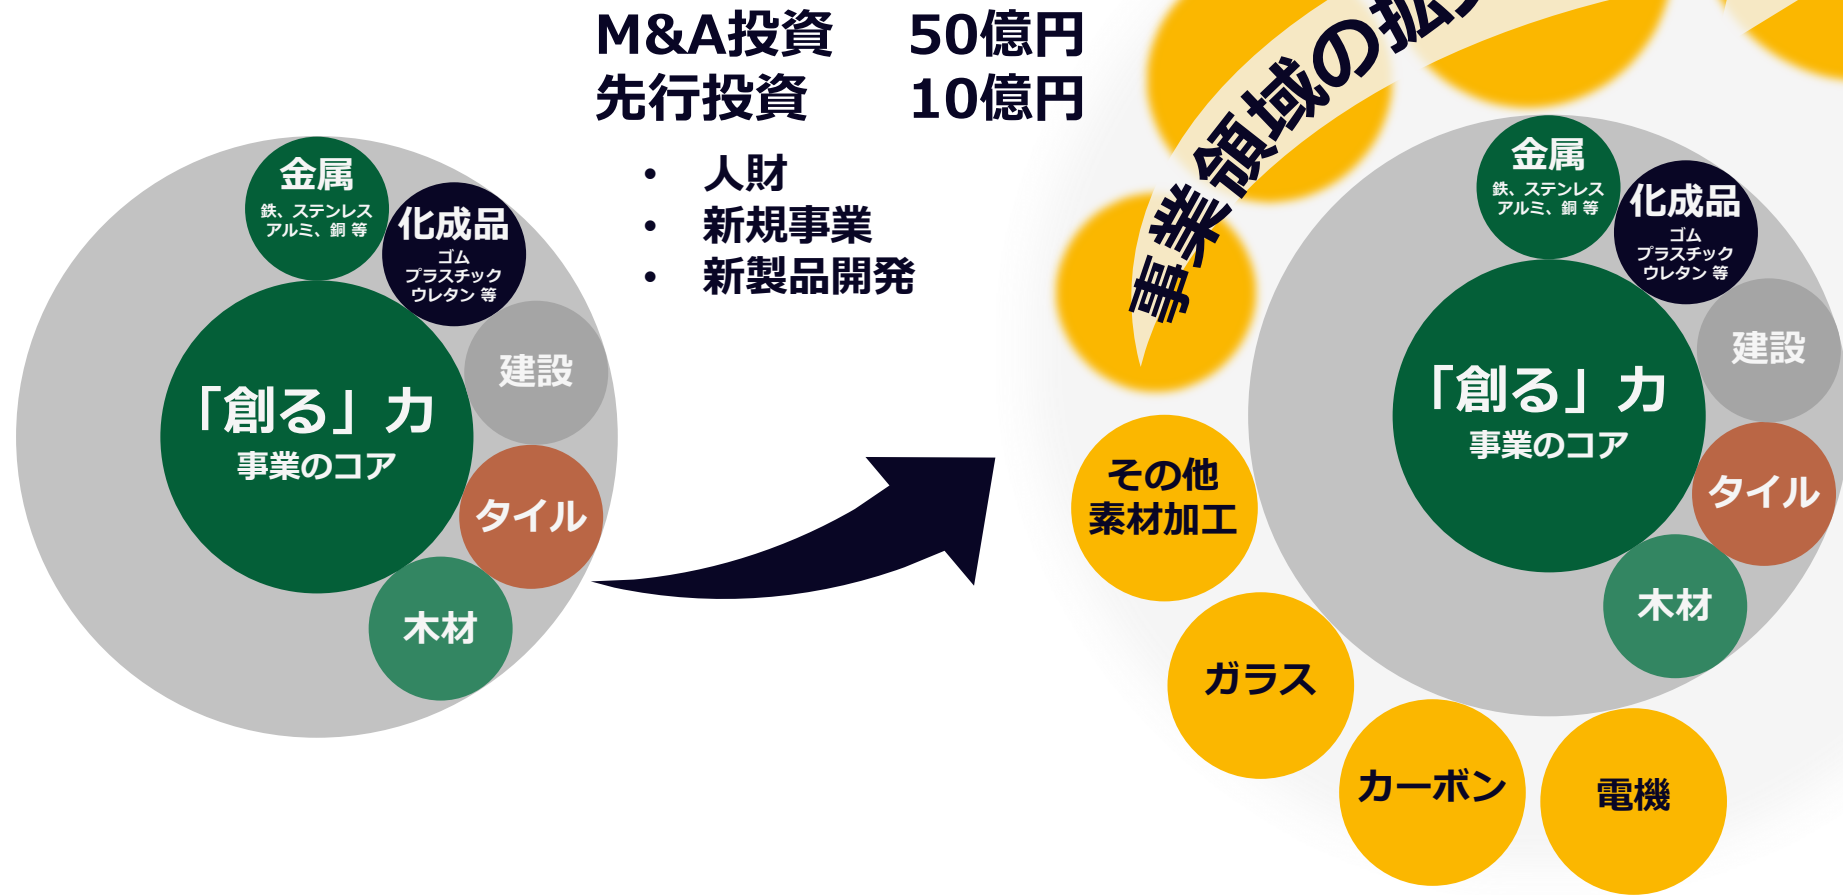 M&A投資 50億円
先行投資 10億円
• 人財
• 新規事業
• 新製品開発
金属
鉄、ステンレス
アルミ、銅 等
化成品
ゴム
プラスチック
ウレタン 等
建設
「創る」力
事業のコア
タイル
木材
事業領域の拡
金属
鉄、ステンレス
アルミ、銅 等
化成品
ゴム
プラスチック
ウレタン 等
建設
「創る」力
事業のコア
タイル
木材
その他
素材加工
ガラス
カーボン
電機